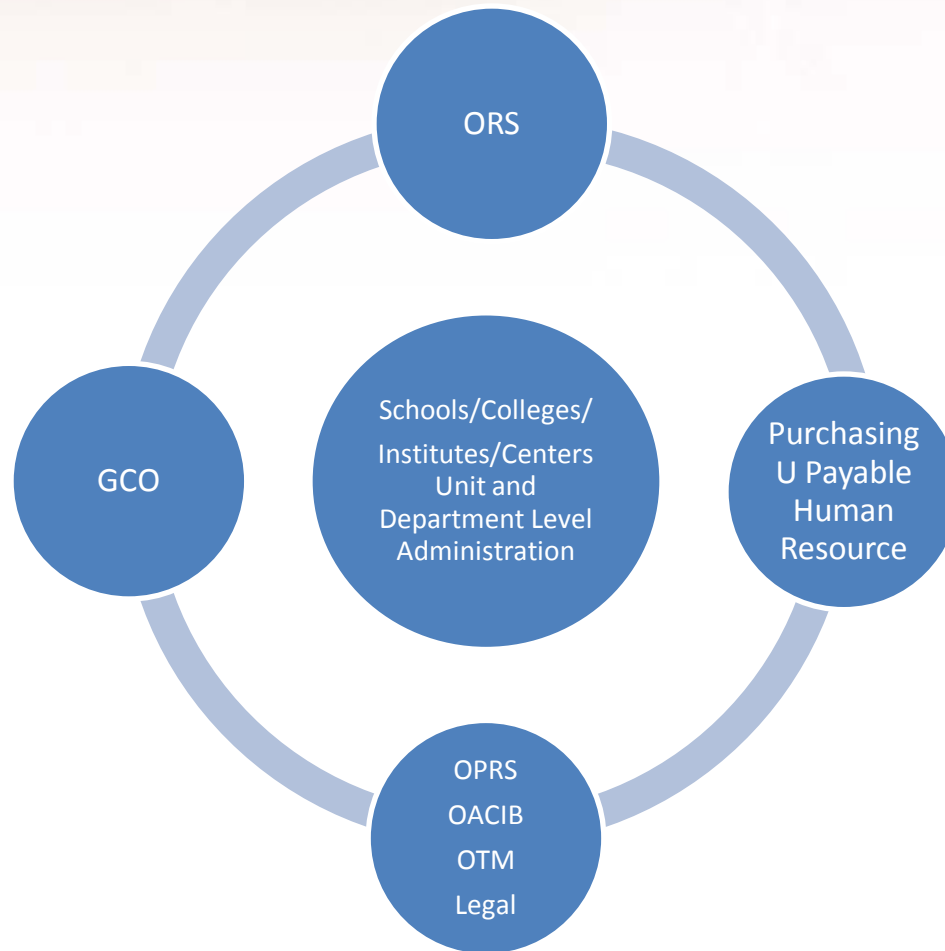 ORS
Schools/Colleges/
Institutes/Centers
Unit and
Department Level
Administration
GCO
Purchasing
U Payable
Human
Resource
OPRS
OACIB
OTM
Legal